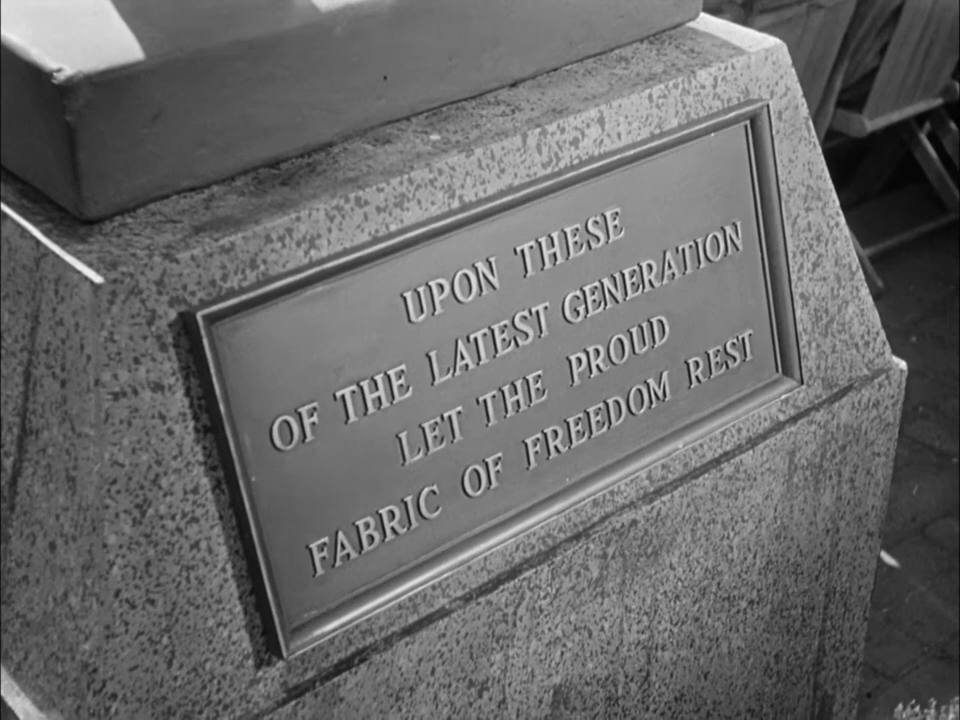 UPON THESE
OF THE LATEST GENERATION
LET THE PROUD
FABRIC OF FREEDOM REST